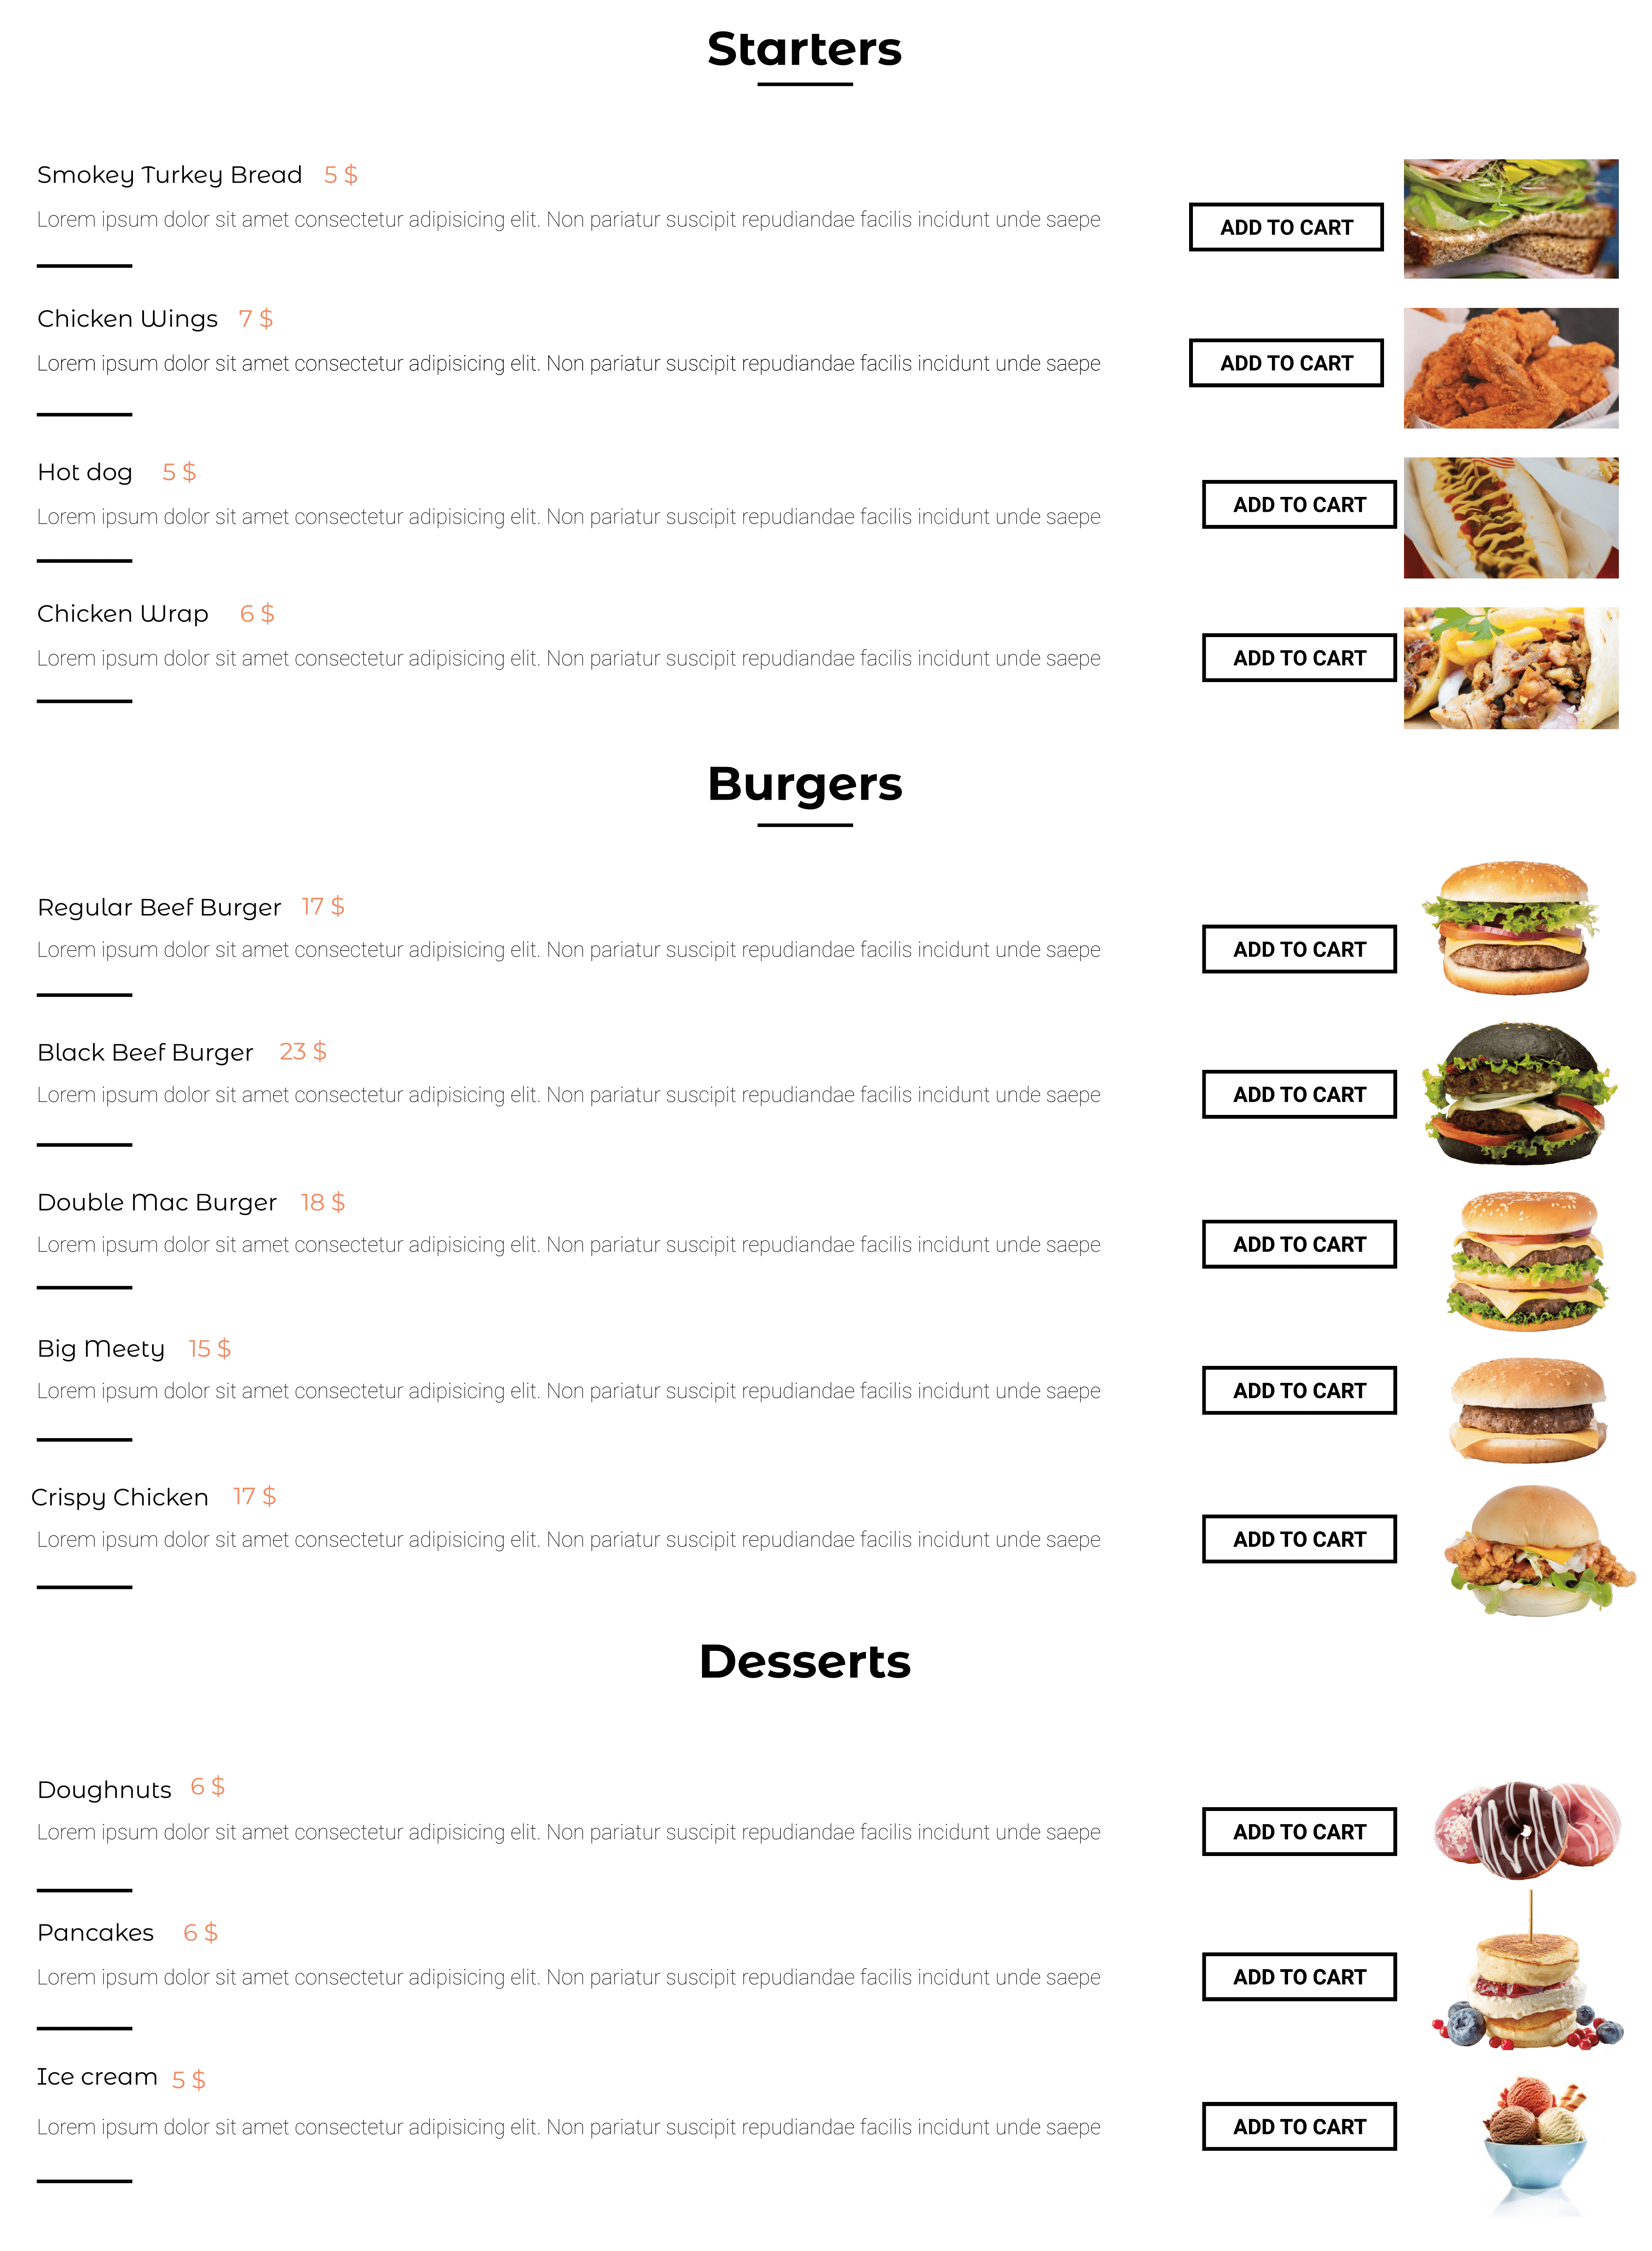 Starters
Smokey Turkey Bread 5 $
Lorem ipsum dolor sit amet consectetur adipisicing elit. Non pariatur suscipit repudiandae facilis incidunt unde saepe
ADD TO CART
Chicken Wings 7 $
Lorem ipsum dolor sit amet consectetur adipisicing elit. Non pariatur suscipit repudiandae facilis incidunt unde saepe
ADD TO CART
Hot dog 5 $
Lorem ipsum dolor sit amet consectetur adipisicing elit. Non pariatur suscipit repudiandae facilis incidunt unde saepe
ADD TO CART
Chicken Wrap 6 $
Lorem ipsum dolor sit amet consectetur adipisicing elit. Non pariatur suscipit repudiandae facilis incidunt unde saepe
ADD TO CART
Burgers
Regular Beef Burger 17 $
Lorem ipsum dolor sit amet consectetur adipisicing elit. Non pariatur suscipit repudiandae facilis incidunt unde saepe
ADD TO CART
Black Beef Burger 23 $
Lorem ipsum dolor sit amet consectetur adipisicing elit. Non pariatur suscipit repudiandae facilis incidunt unde saepe
ADD TO CART
Double Mac Burger 18 $
Lorem ipsum dolor sit amet consectetur adipisicing elit. Non pariatur suscipit repudiandae facilis incidunt unde saepe
ADD TO CART
Big Meety 15 $
Lorem ipsum dolor sit amet consectetur adipisicing elit. Non pariatur suscipit repudiandae facilis incidunt unde saepe
ADD TO CART
Crispy Chicken 17 $
Lorem ipsum dolor sit amet consectetur adipisicing elit. Non pariatur suscipit repudiandae facilis incidunt unde saepe
ADD TO CART
Desserts
Doughnuts 6 $
Lorem ipsum dolor sit amet consectetur adipisicing elit. Non pariatur suscipit repudiandae facilis incidunt unde saepe
ADD TO CART
Pancakes 6 $
Lorem ipsum dolor sit amet consectetur adipisicing elit. Non pariatur suscipit repudiandae facilis incidunt unde saepe
ADD TO CART
Ice cream 5 $
Lorem ipsum dolor sit amet consectetur adipisicing elit. Non pariatur suscipit repudiandae facilis incidunt unde saepe
ADD TO CART